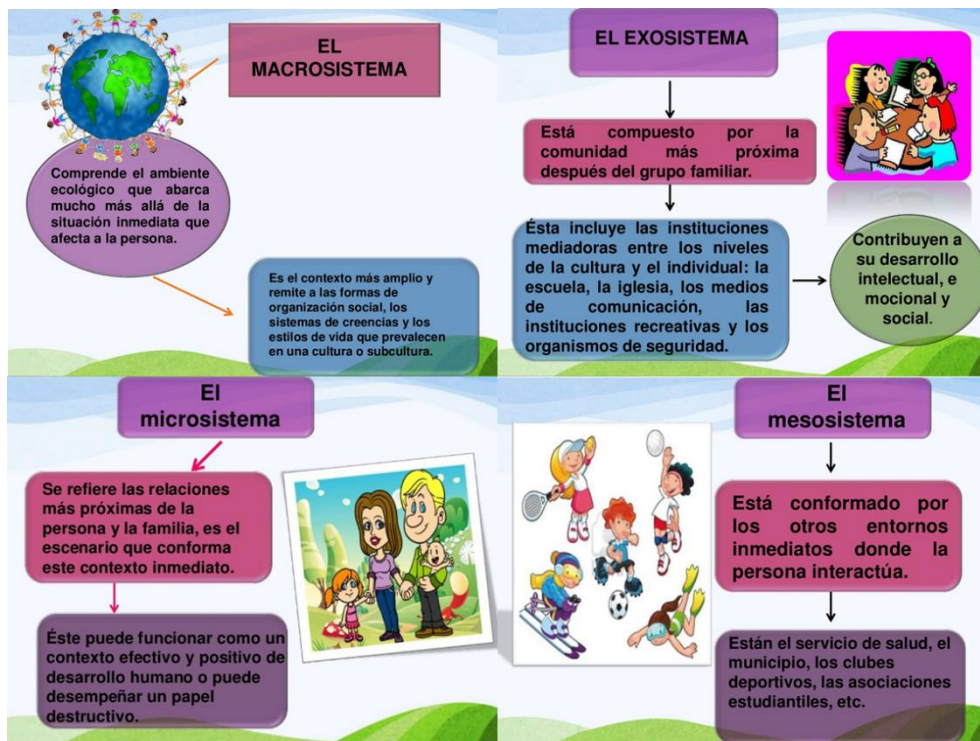 EL
MACROSISTEMA
Comprende el ambiente
ecológico que abarca
mucho más allá de la
situación inmediata que
afecta a la persona.
Es el contexto más amplio y
remite a las formas de
organización social, los
sistemas de creencias y los
estilos de vida que prevalecen
en una cultura o subcultura.
EL EXOSISTEMA
Está compuesto por la
comunidad más próxima
después del grupo familiar.
Ésta incluye las instituciones
mediadoras entre los niveles
de la cultura y el individual: la
escuela, la iglesia, los medios
de comunicación, las
instituciones recreativas y los
organismos de seguridad.
Contribuyen a
su desarrollo
intelectual, e
mocional y
social.
El
microsistema
Se refiere las relaciones
más próximas de la
persona y la familia, es el
escenario que conforma
este contexto inmediato.
Éste puede funcionar como un
contexto efectivo y positivo de
desarrollo humano o puede
desempeñar un papel
destructivo.
El
mesosistema
Está conformado por
los otros entornos
inmediatos donde la
persona interactúa.
Están el servicio de salud, el
municipio, los clubes
deportivos, las asociaciones
estudiantiles, etc.